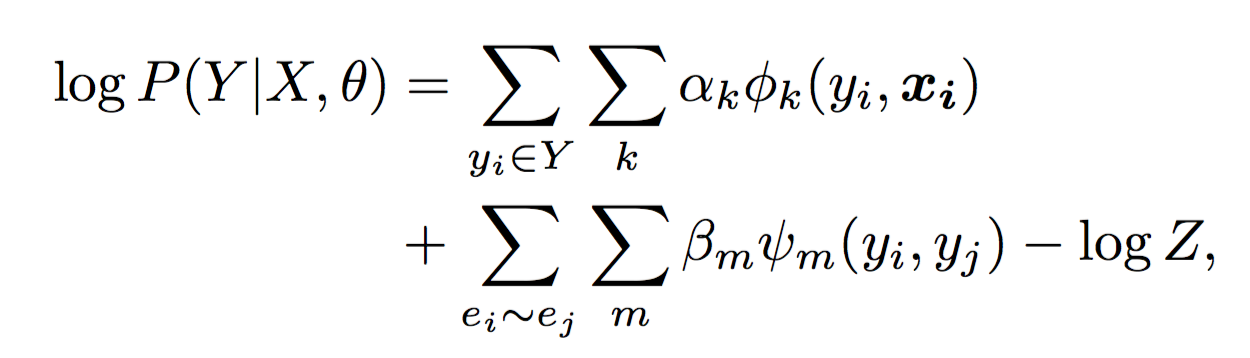 log P(Y|X, θ) = ∑_{y_i∈Y} ∑_k α_k ϕ_k(y_i, 𝒙_𝒊)
+ ∑_{e_i∼e_j} ∑_m β_m ψ_m(y_i, y_j) − log Z,